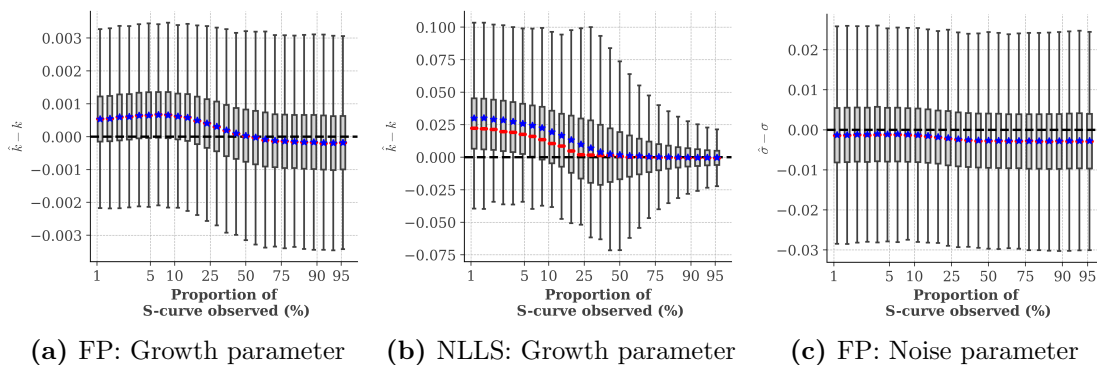 0.003
0.002
0.001
0.000
−0.001
−0.002
−0.003
k̂ − k
1 5 10 25 50 75 90 95
Proportion of
S-curve observed (%)
(a) FP: Growth parameter
0.100
0.075
0.050
0.025
0.000
−0.025
−0.050
−0.075
k̂ − k
1 5 10 25 50 75 90 95
Proportion of
S-curve observed (%)
(b) NLLS: Growth parameter
0.02
0.01
0.00
−0.01
−0.02
−0.03
σ̂ − σ
1 5 10 25 50 75 90 95
Proportion of
S-curve observed (%)
(c) FP: Noise parameter